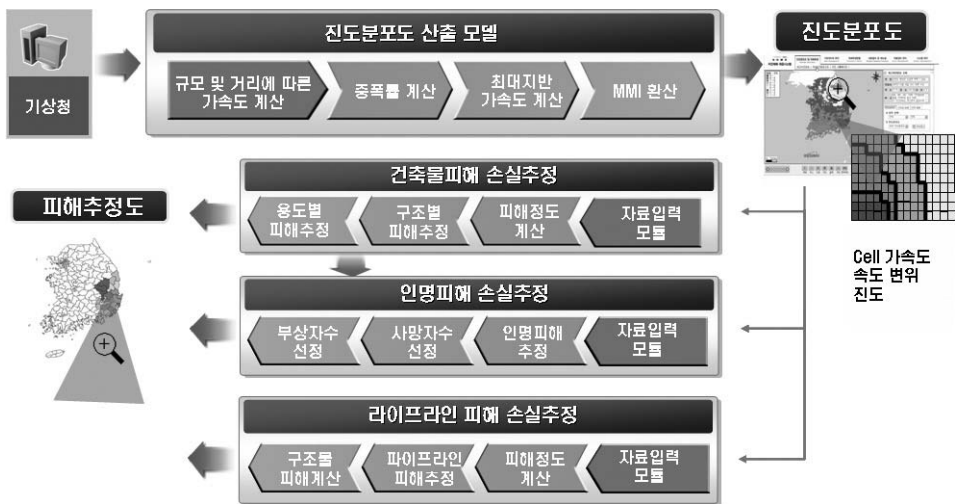 진도분포도 산출 모델
진도분포도
기상청
규모 및 거리에 따른
가속도 계산
증폭률 계산
최대지반
가속도 계산
MMI 환산
건축물피해 손실추정
피해추정도
용도별
피해추정
구조별
피해추정
피해정도
계산
자료입력
모듈
Cell 가속도
속도 변위
진도
인명피해 손실추정
부상자수
선정
사망자수
선정
인명피해
추정
자료입력
모듈
라이프라인 피해 손실추정
구조물
피해계산
파이프라인
피해추정
피해정도
계산
자료입력
모듈